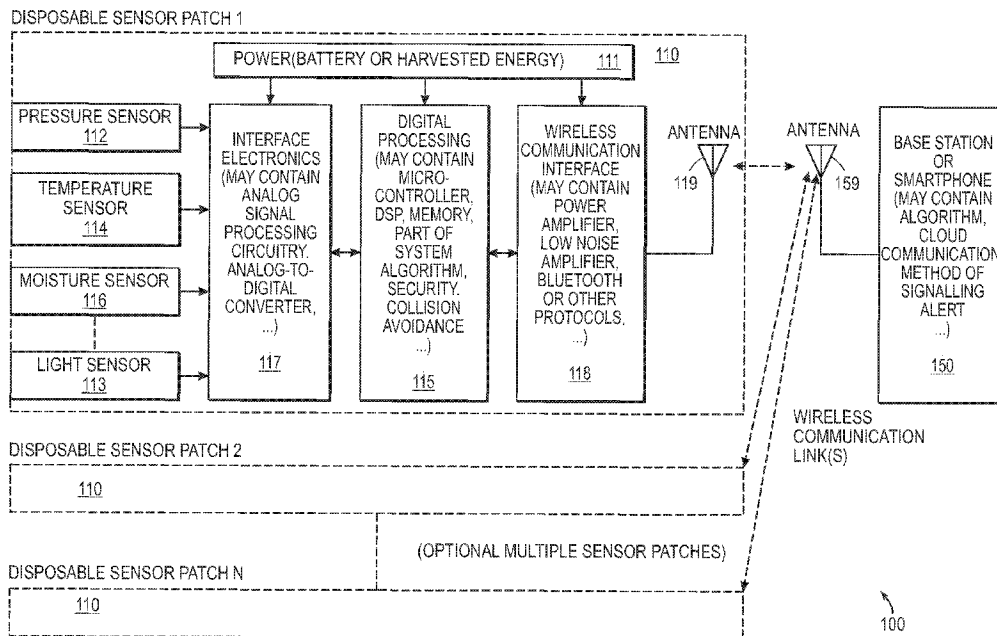 DISPOSABLE SENSOR PATCH 1
POWER(BATTERY OR HARVESTED ENERGY) 111
110
PRESSURE SENSOR
112
TEMPERATURE
SENSOR
114
MOISTURE SENSOR
116
LIGHT SENSOR
113
INTERFACE
ELECTRONICS
(MAY CONTAIN
ANALOG
SIGNAL
PROCESSING
CIRCUITRY.
ANALOG-TO-
DIGITAL
CONVERTER,
...)
117
DIGITAL
PROCESSING
(MAY CONTAIN
MICRO-
CONTROLLER,
DSP, MEMORY,
PART OF
SYSTEM
ALGORITHM,
SECURITY.
COLLISION
AVOIDANCE
...)
115
WIRELESS
COMMUNICATION
INTERFACE
(MAY CONTAIN
POWER
AMPLIFIER,
LOW NOISE
AMPLIFIER,
BLUETOOTH
OR OTHER
PROTOCOLS,
...)
118
ANTENNA
119
ANTENNA
159
BASE STATION
OR
SMARTPHONE
(MAY CONTAIN
ALGORITHM,
CLOUD
COMMUNICATION
METHOD OF
SIGNALLING
ALERT
...)
150
WIRELESS
COMMUNICATION
LINK(S)
DISPOSABLE SENSOR PATCH 2
110
(OPTIONAL MULTIPLE SENSOR PATCHES)
DISPOSABLE SENSOR PATCH N
110
100